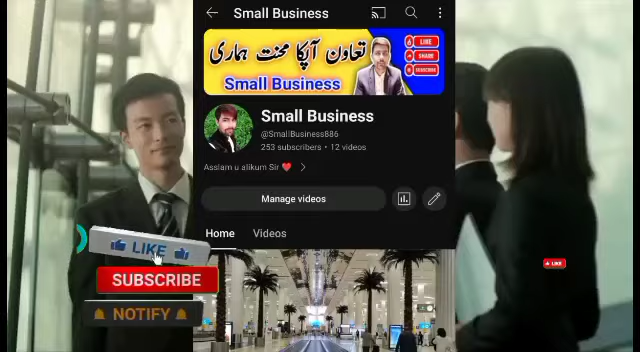 Small Business
تعاون آپکا محنت ہماری
LIKE
SHARE
SUBSCRIBE
Small Business
Small Business
@SmallBusiness886
253 subscribers • 12 videos
Asslam u alikum Sir ❤️
Manage videos
Home
Videos
LIKE
SUBSCRIBE
NOTIFY
LIKE